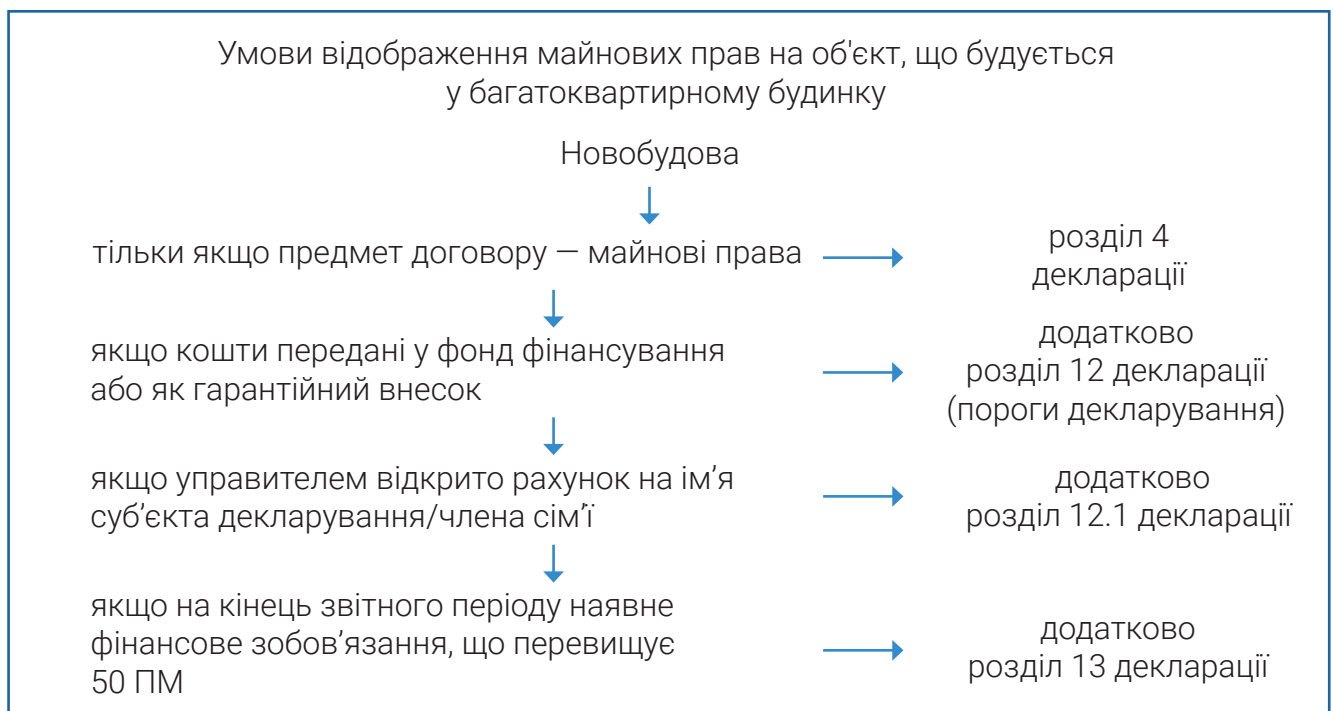 Умови відображення майнових прав на об'єкт, що будується
у багатоквартирному будинку
Новобудова
тільки якщо предмет договору — майнові права
розділ 4
декларації
якщо кошти передані у фонд фінансування
або як гарантійний внесок
додатково
розділ 12 декларації
(пороги декларування)
якщо управителем відкрито рахунок на ім’я
суб’єкта декларування/члена сім’ї
додатково
розділ 12.1 декларації
якщо на кінець звітного періоду наявне
фінансове зобов’язання, що перевищує
50 ПМ
додатково
розділ 13 декларації